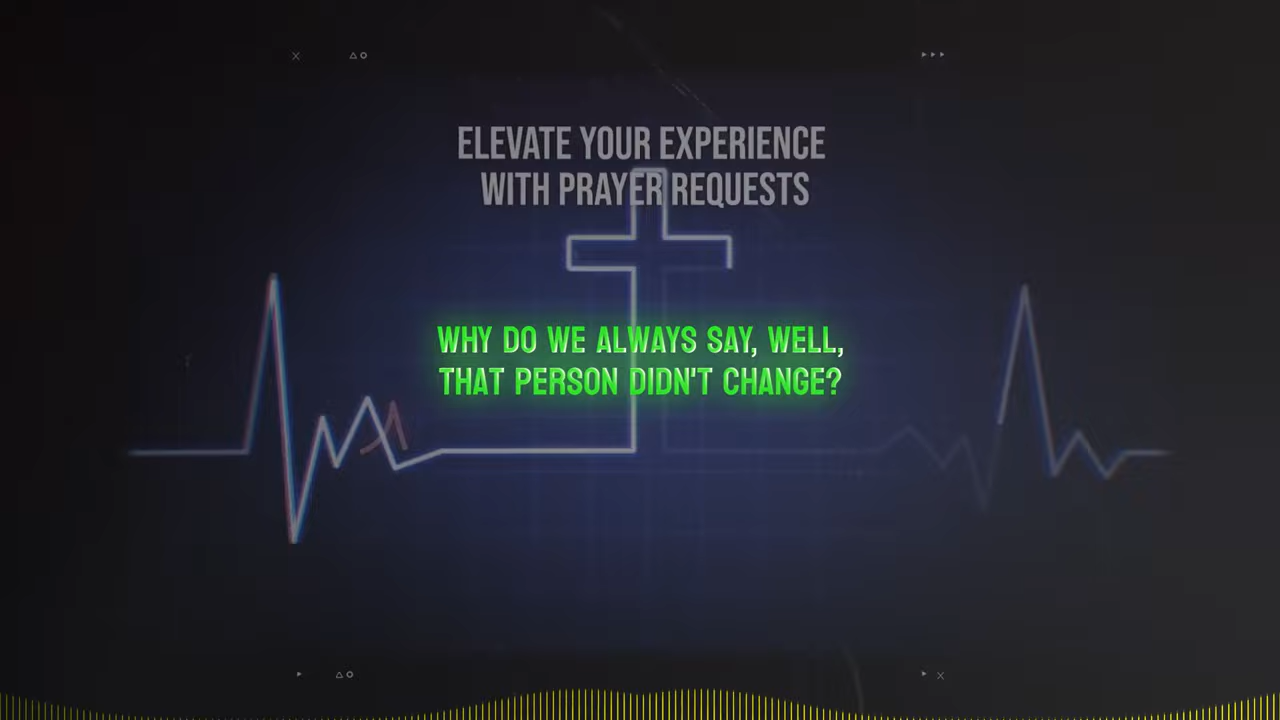 ELEVATE YOUR EXPERIENCE
WITH PRAYER REQUESTS
WHY DO WE ALWAYS SAY, WELL,
THAT PERSON DIDN'T CHANGE?